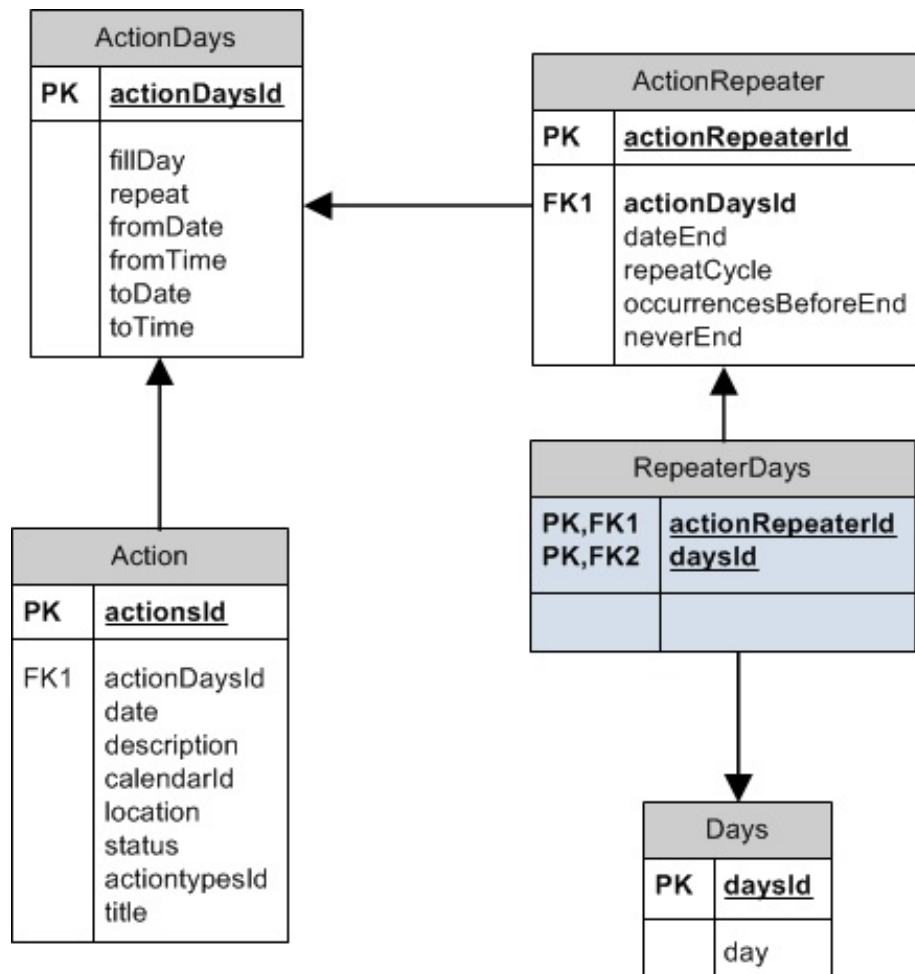 ActionDays
PK actionDaysId
fillDay
repeat
fromDate
fromTime
toDate
toTime
ActionRepeater
PK actionRepeaterId
FK1 actionDaysId
dateEnd
repeatCycle
occurrencesBeforeEnd
neverEnd
RepeaterDays
PK,FK1 actionRepeaterId
PK,FK2 daysId
Action
PK actionsId
FK1 actionDaysId
date
description
calendarId
location
status
actiontypesId
title
Days
PK daysId
day